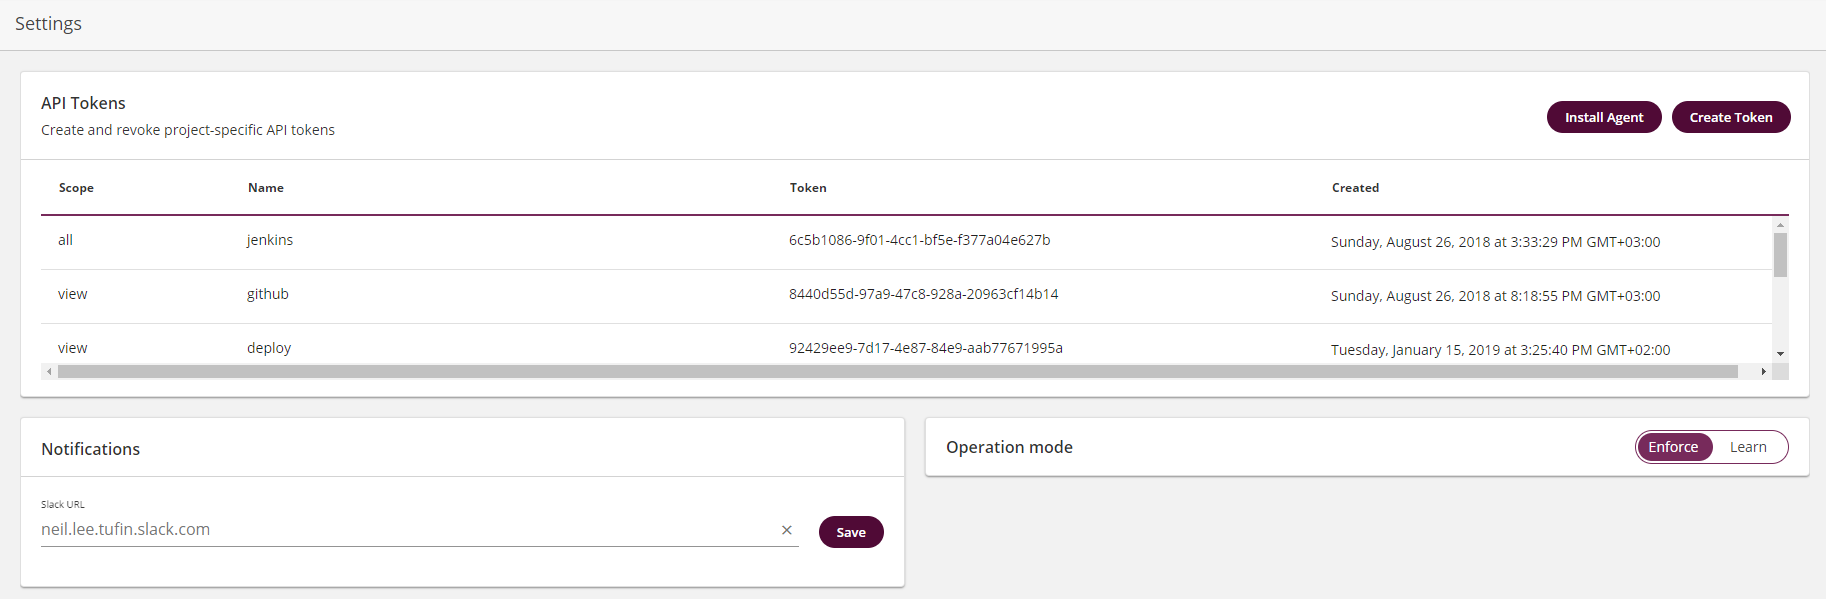 Settings
API Tokens
Create and revoke project-specific API tokens
Install Agent Create Token
Scope Name Token Created
all jenkins 6c5b1086-9f01-4cc1-bf5e-f377a04e627b Sunday, August 26, 2018 at 3:33:29 PM GMT+03:00
view github 8440d55d-97a9-47c8-928a-20963cf14b14 Sunday, August 26, 2018 at 8:18:55 PM GMT+03:00
view deploy 92429ee9-7d17-4e87-84e9-aab77671995a Tuesday, January 15, 2019 at 3:25:40 PM GMT+02:00
Notifications
Slack URL
neil.lee.tufin.slack.com
Save
Operation mode
Enforce Learn